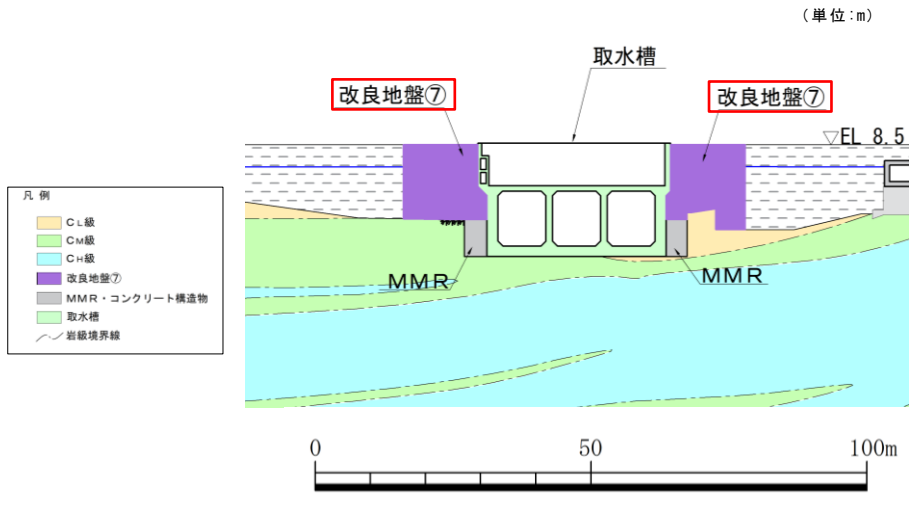 (単位:m)
取水槽
改良地盤⑦
改良地盤⑦
▽EL 8.5
凡 例
CL級
CM級
CH級
改良地盤⑦
MMR・コンクリート構造物
取水槽
岩級境界線
MMR
MMR
0 50 100m